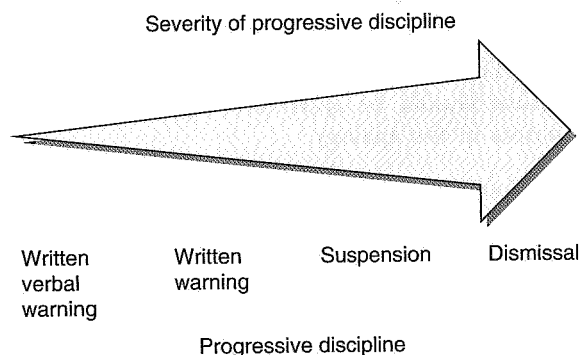 Severity of progressive discipline
Written
verbal
warning
Written
warning
Suspension
Dismissal
Progressive discipline